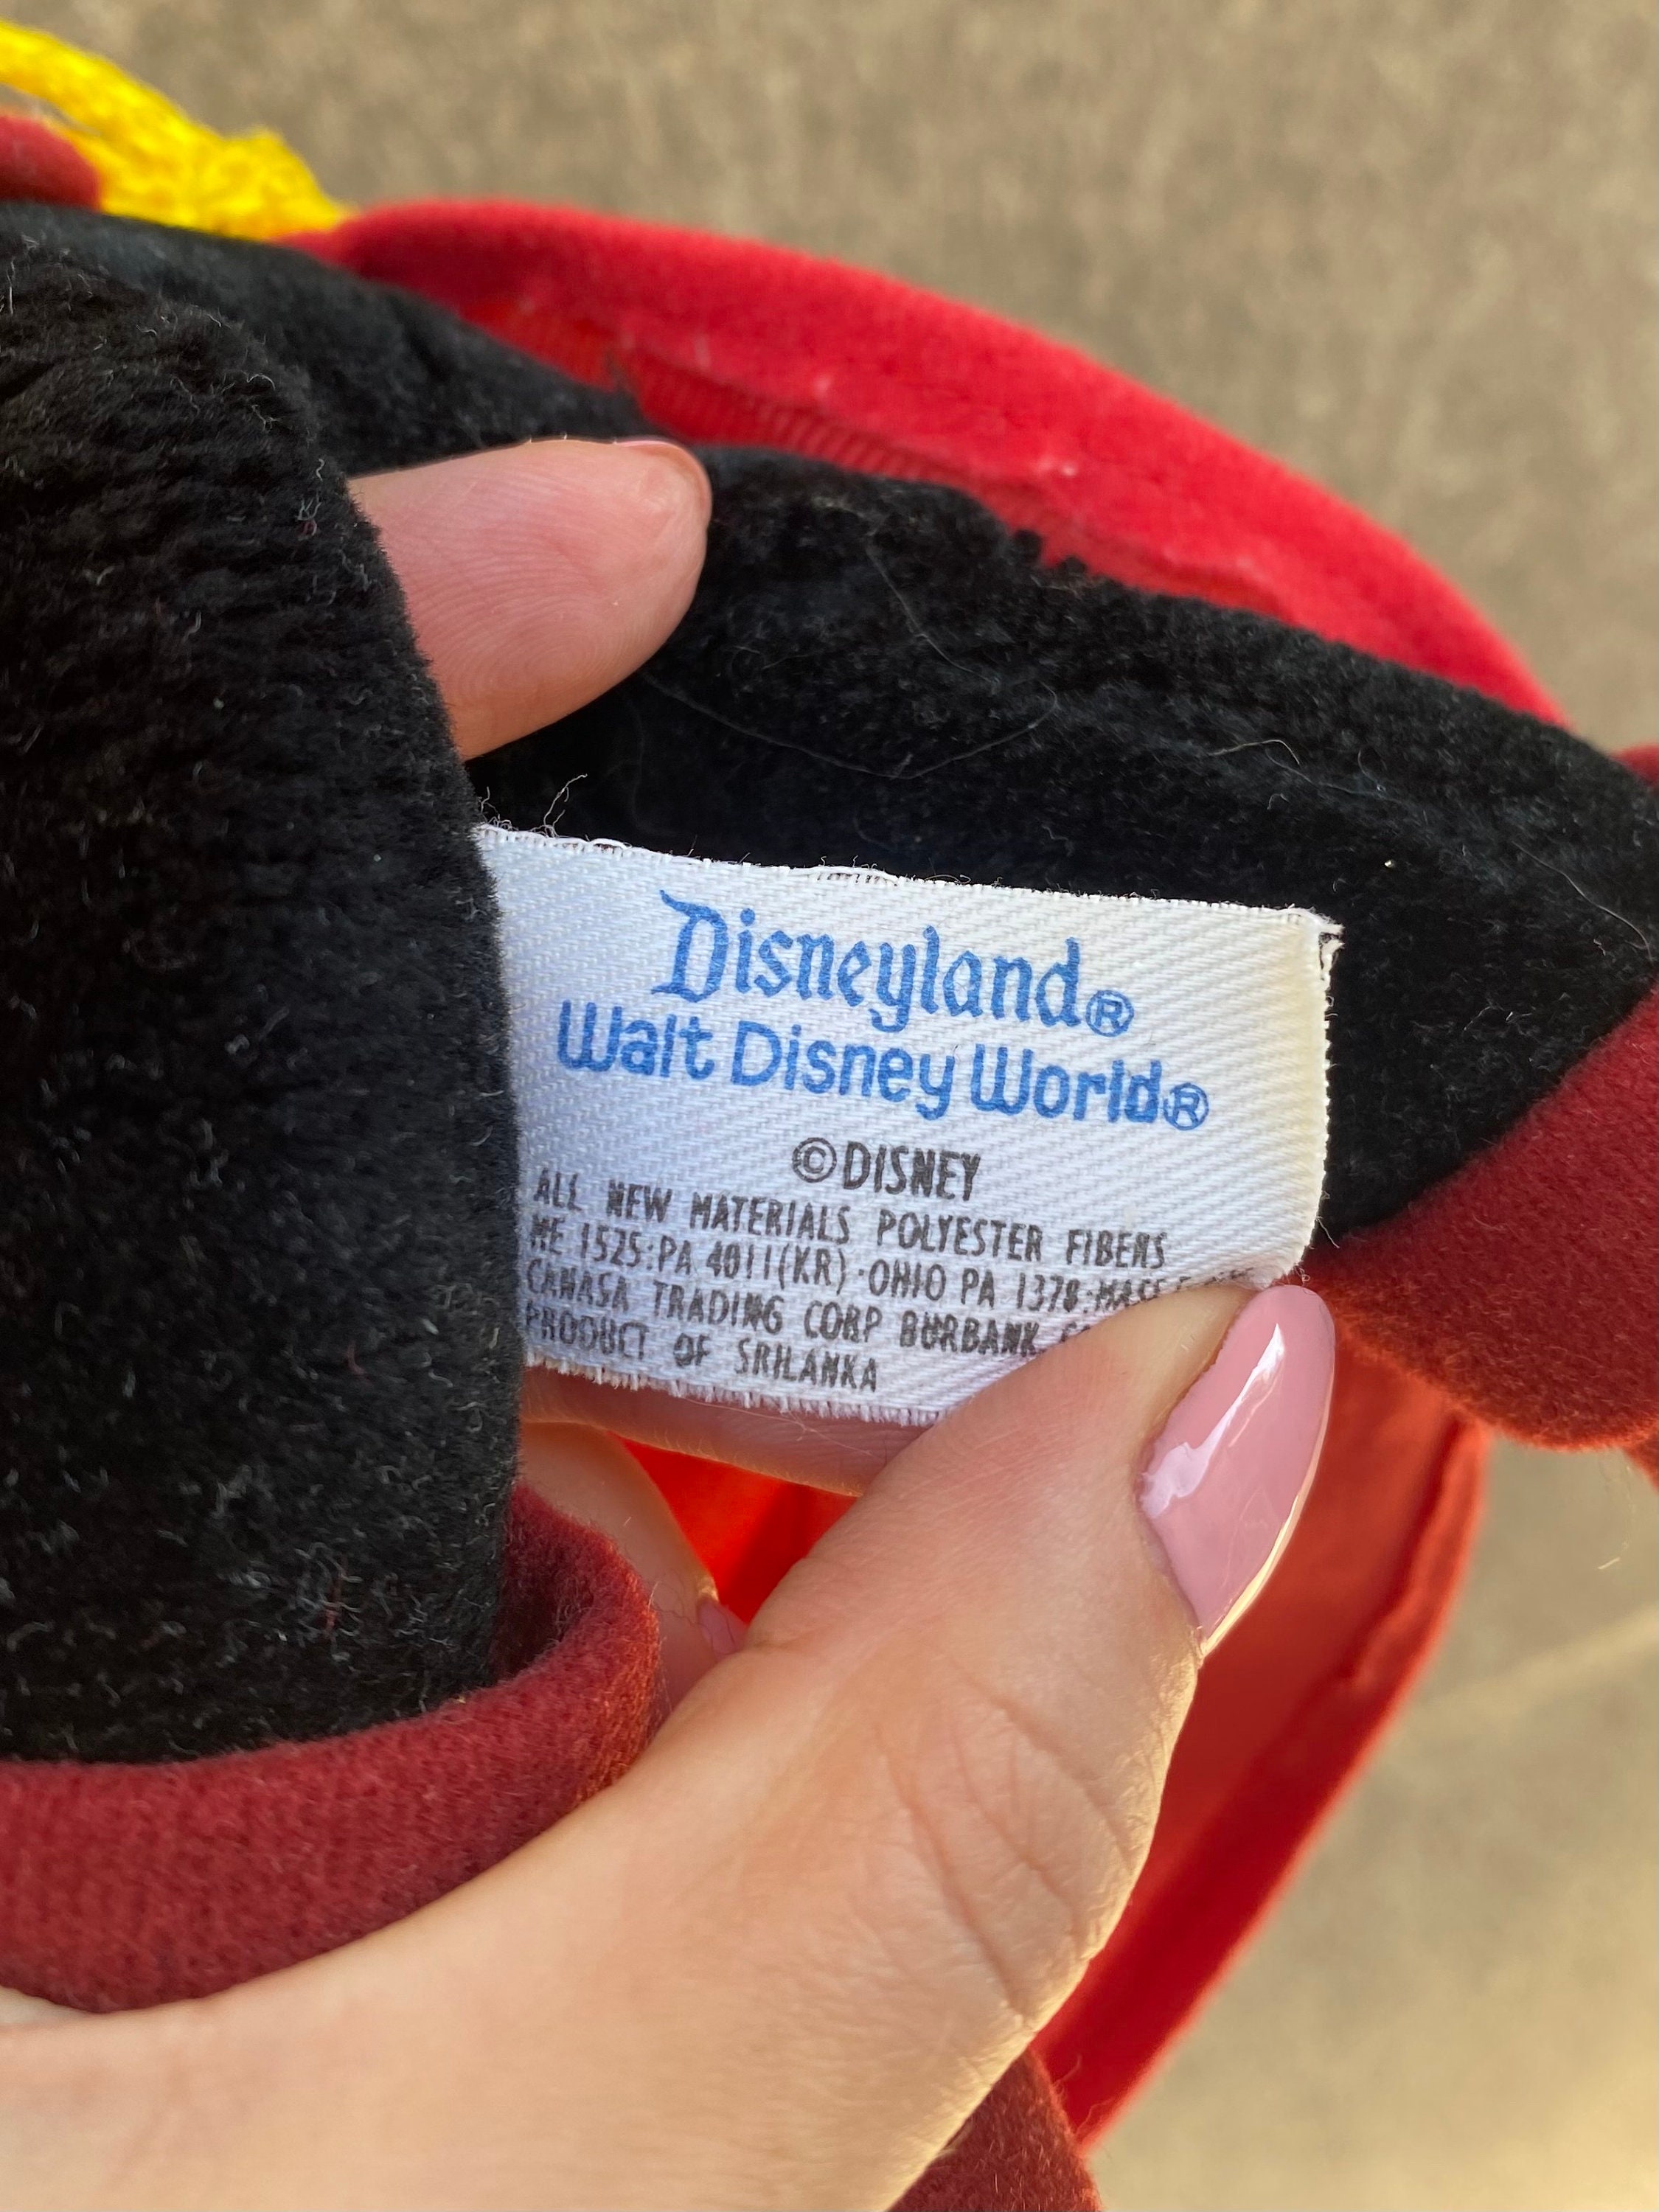 Disneyland®
Walt Disney World®
©DISNEY
ALL NEW MATERIALS POLYESTER FIBERS
ME 1525:PA 4011(KR)·OHIO PA 1378:MASS
CANASA TRADING CORP BURBANK
PRODUCT OF SRILANKA